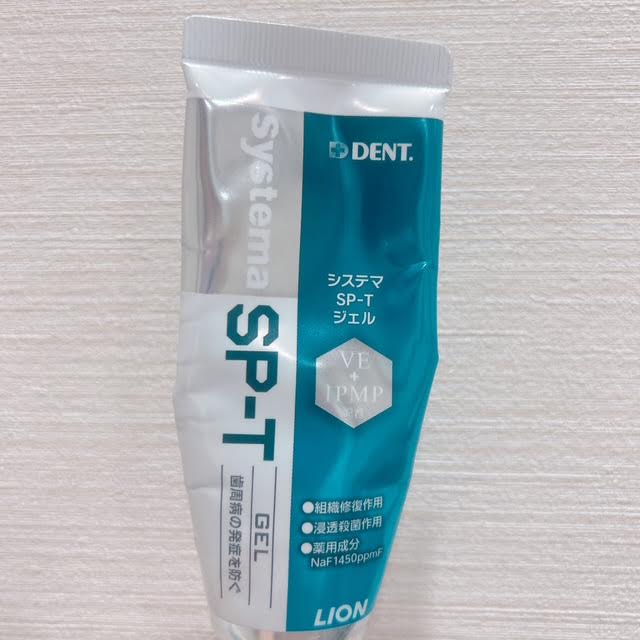 DENT.
Systema
SP-T
GEL
歯周病の発症を防ぐ
システマ
SP-T
ジェル
VE
+
IPMP
配合
●組織修復作用
●浸透殺菌作用
●薬用成分
NaF1450ppmF
LION